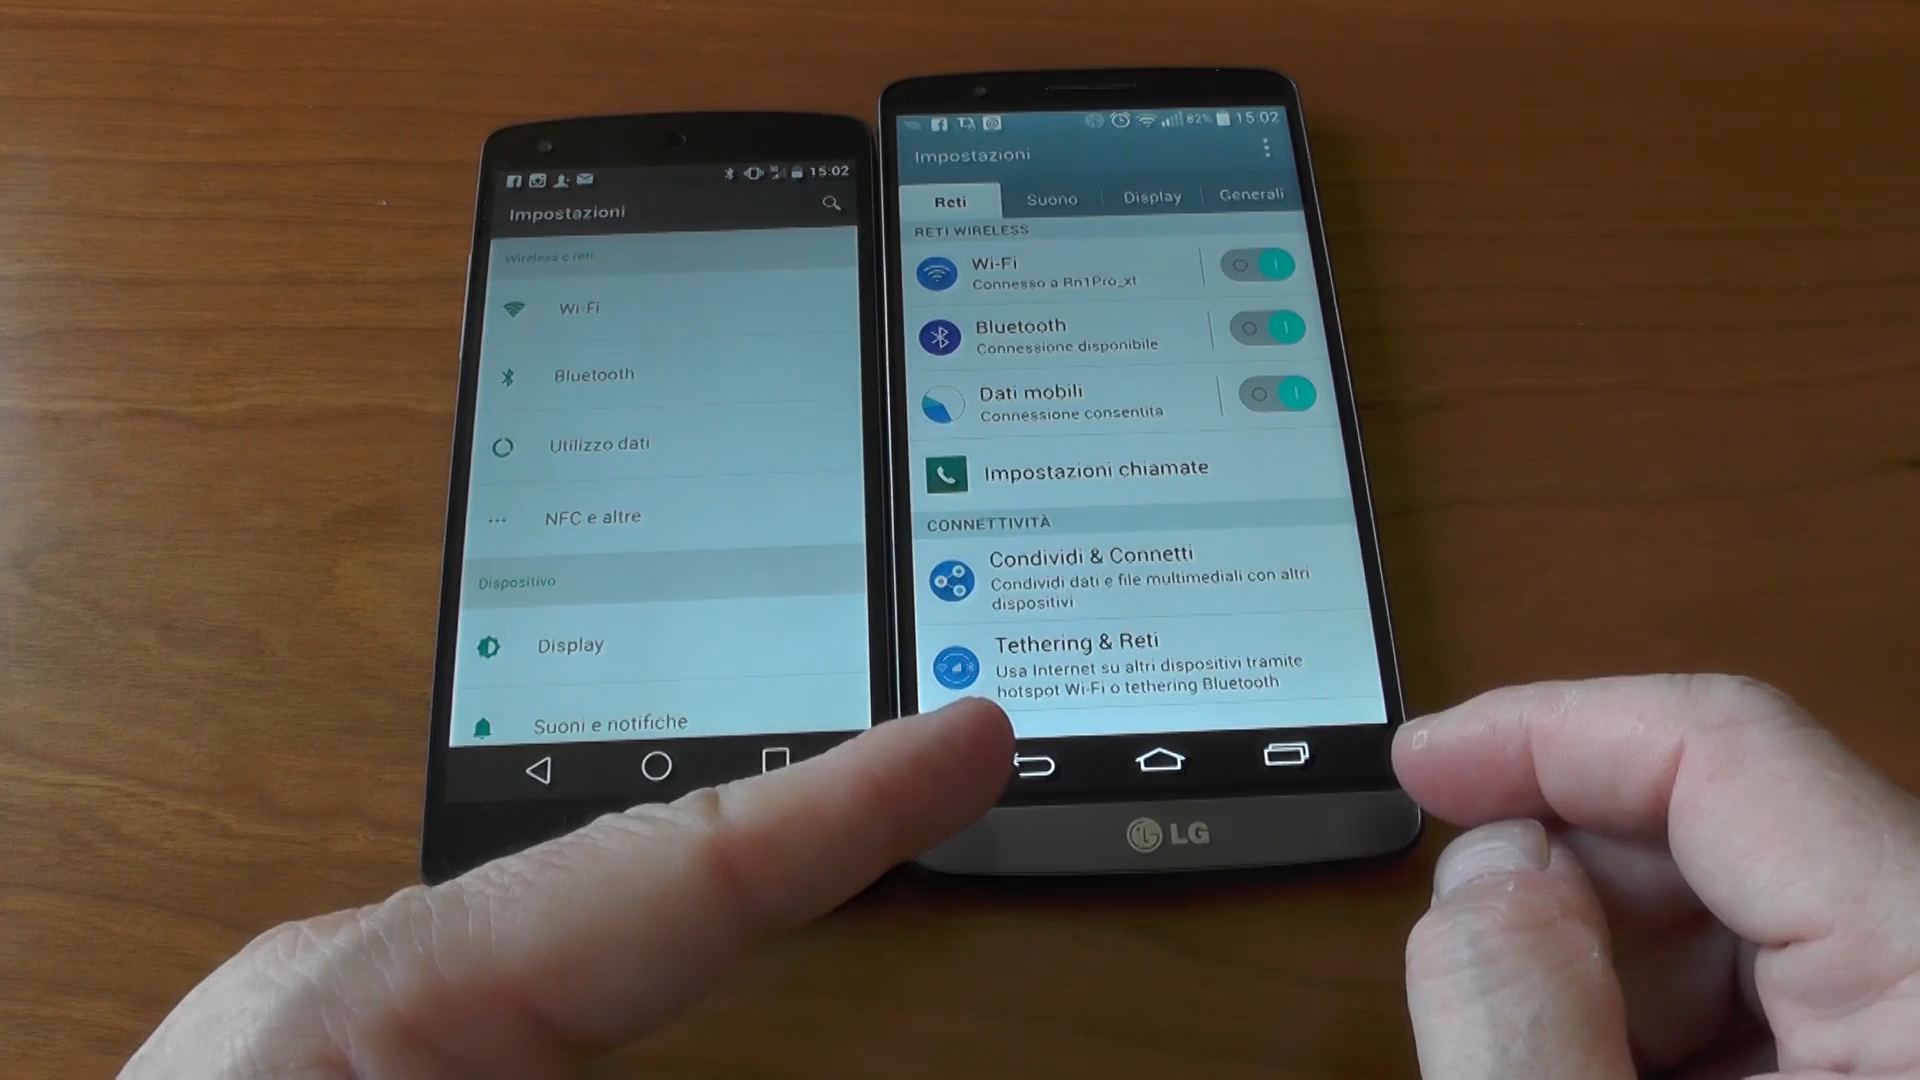 15:02
Impostazioni
Wireless e reti
Wi-Fi
Bluetooth
Utilizzo dati
NFC e altre
Dispositivo
Display
Suoni e notifiche
82% 15:02
Impostazioni
Reti Suono Display Generali
RETI WIRELESS
Wi-Fi
Connesso a Rn1Pro_xt
Bluetooth
Connessione disponibile
Dati mobili
Connessione consentita
Impostazioni chiamate
CONNETTIVITÀ
Condividi & Connetti
Condividi dati e file multimediali con altri
dispositivi
Tethering & Reti
Usa Internet su altri dispositivi tramite
hotspot Wi-Fi o tethering Bluetooth
LG